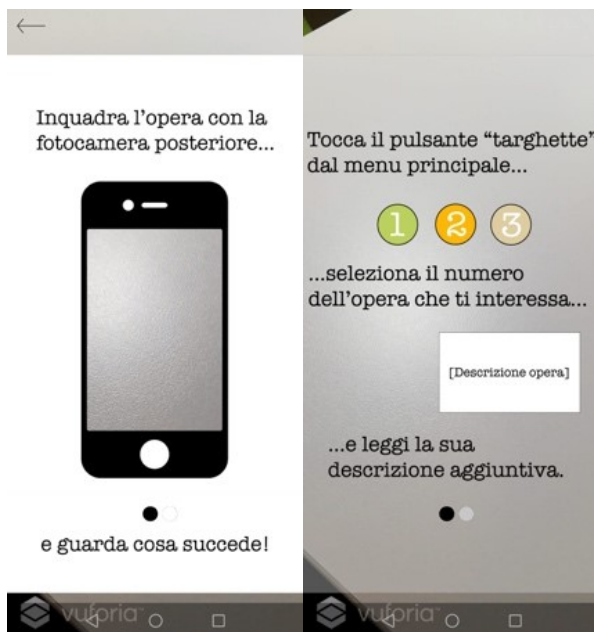 Inquadra l'opera con la
fotocamera posteriore...
e guarda cosa succede!
vuforia
Tocca il pulsante “targhette”
dal menu principale...
1 2 3
...seleziona il numero
dell'opera che ti interessa...
[Descrizione opera]
...e leggi la sua
descrizione aggiuntiva.
vuforia